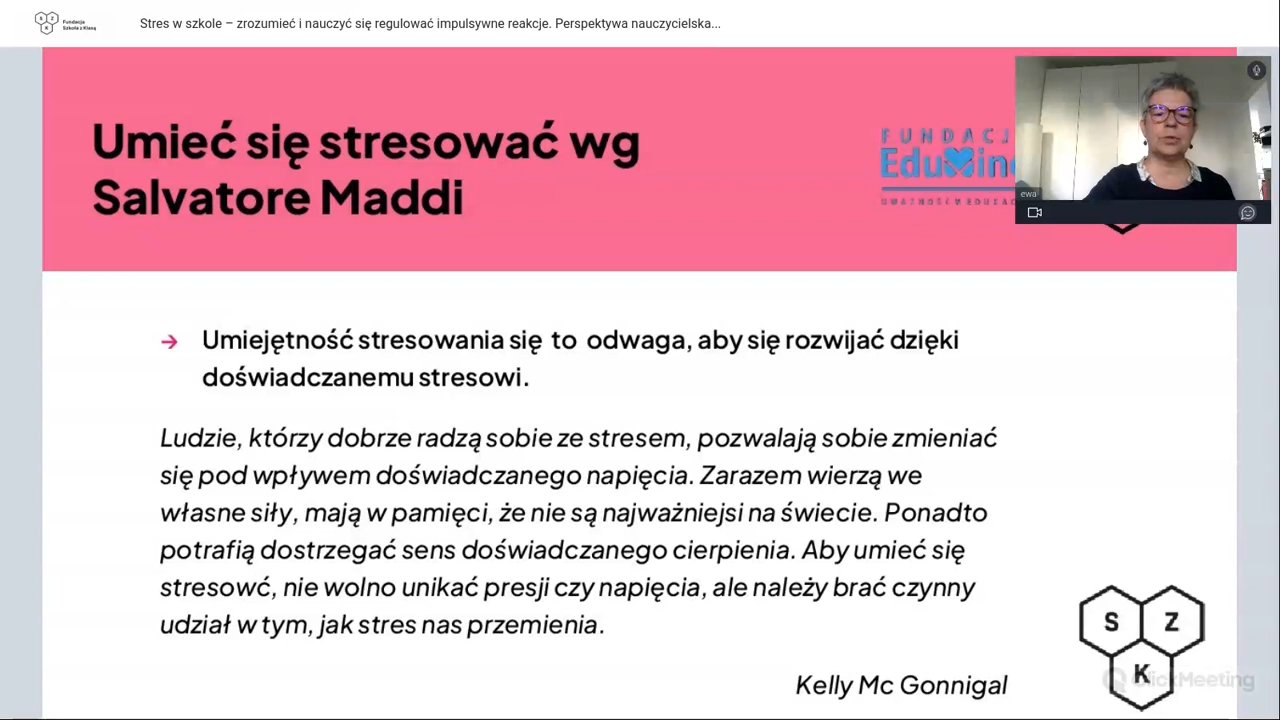 Fundacja
Szkoła z Klasą
Stres w szkole – zrozumieć i nauczyć się regulować impulsywne reakcje. Perspektywa nauczycielska...
Umieć się stresować wg
Salvatore Maddi
FUNDACJ
EduMind
UWAŻNOŚĆ W EDUKAC
ewa
→ Umiejętność stresowania się to odwaga, aby się rozwijać dzięki
doświadczanemu stresowi.
Ludzie, którzy dobrze radzą sobie ze stresem, pozwalają sobie zmieniać
się pod wpływem doświadczanego napięcia. Zarazem wierzą we
własne siły, mają w pamięci, że nie są najważniejsi na świecie. Ponadto
potrafią dostrzegać sens doświadczanego cierpienia. Aby umieć się
stresowć, nie wolno unikać presji czy napięcia, ale należy brać czynny
udział w tym, jak stres nas przemienia.
Kelly Mc Gonnigal
S Z
K
ClickMeeting